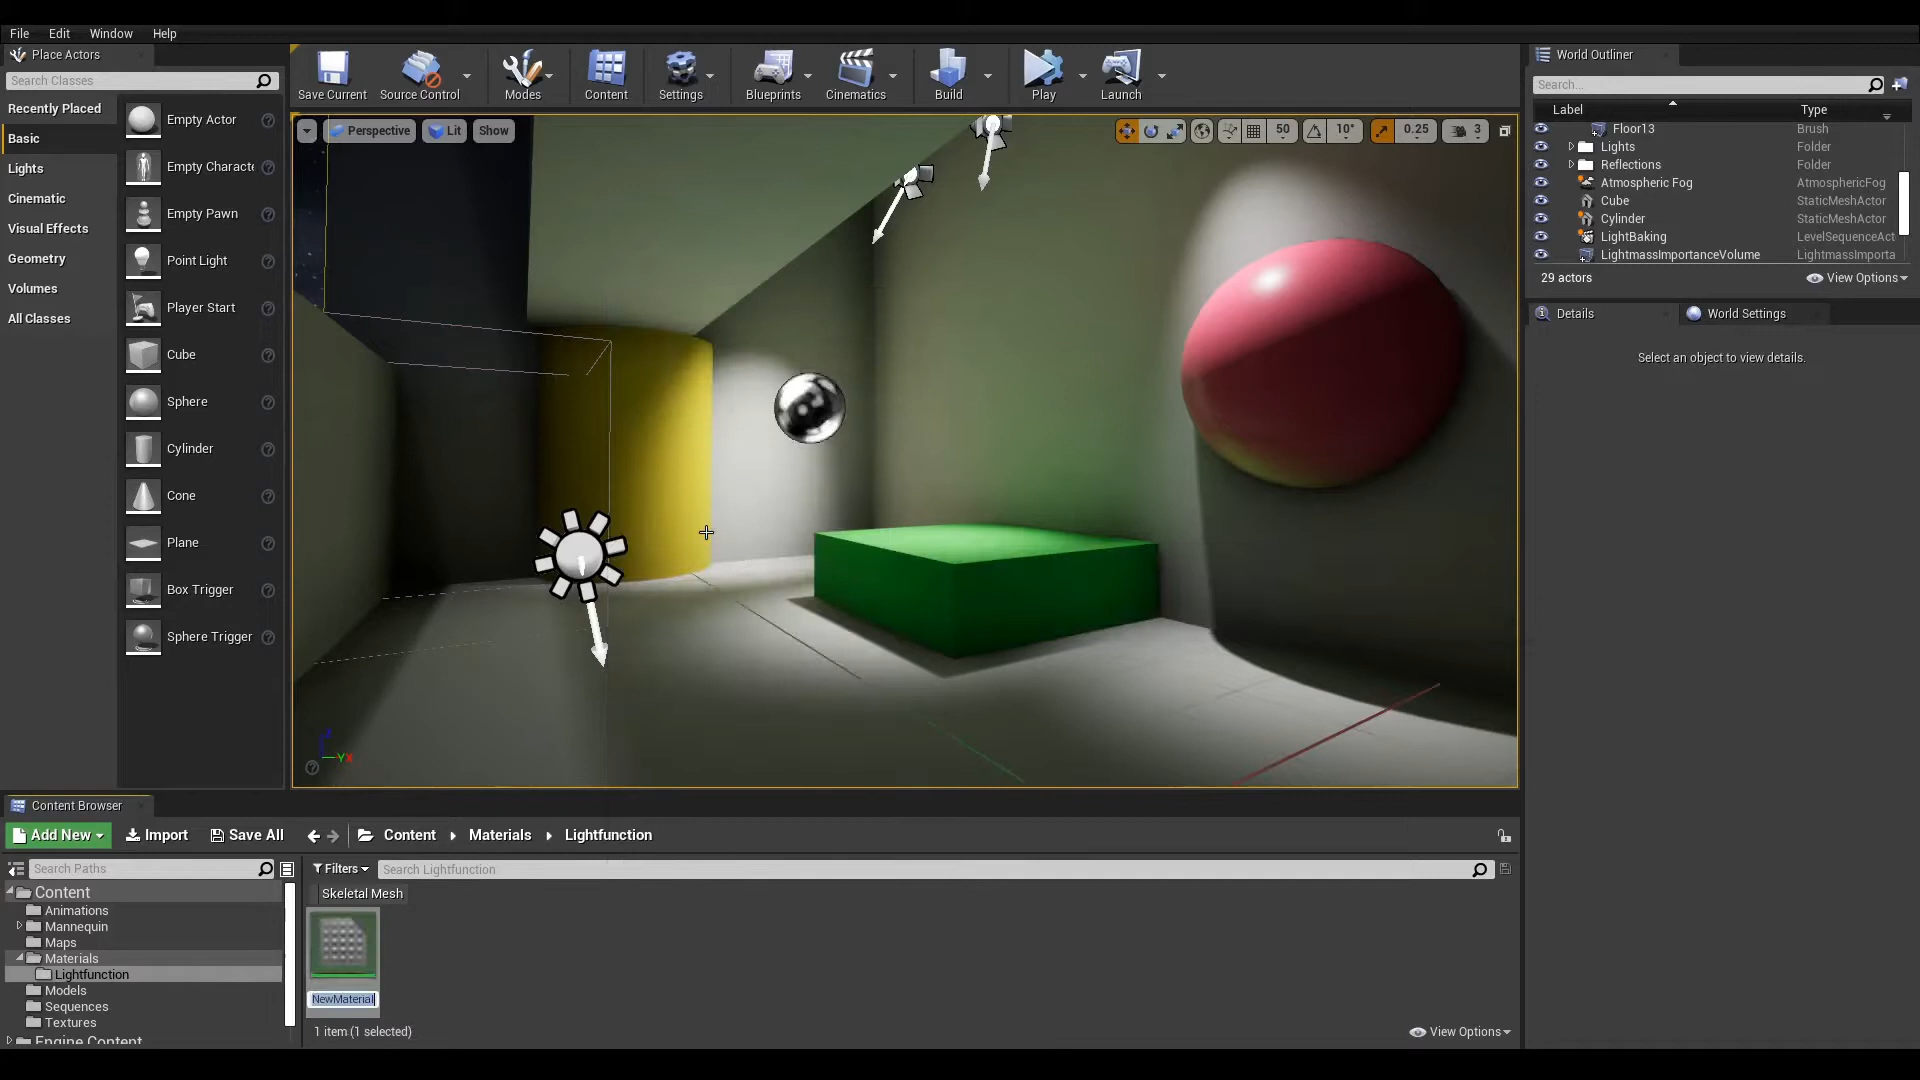 File Edit Window Help
Place Actors
Search Classes
Recently Placed
Basic
Lights
Cinematic
Visual Effects
Geometry
Volumes
All Classes
Empty Actor
Empty Characte
Empty Pawn
Point Light
Player Start
Cube
Sphere
Cylinder
Cone
Plane
Box Trigger
Sphere Trigger
Save Current Source Control Modes Content Settings Blueprints Cinematics Build Play Launch
Perspective Lit Show
50 10° 0.25 3
World Outliner
Search...
Label Type
Floor13 Brush
Lights Folder
Reflections Folder
Atmospheric Fog AtmosphericFog
Cube StaticMeshActor
Cylinder StaticMeshActor
LightBaking LevelSequenceAct
LightmassImportanceVolume LightmassImporta
29 actors View Options
Details World Settings
Select an object to view details.
Content Browser
Add New Import Save All Content Materials Lightfunction
Search Paths
Content
Animations
Mannequin
Maps
Materials
Lightfunction
Models
Sequences
Textures
Engine Content
Filters Search Lightfunction
Skeletal Mesh
NewMaterial
1 item (1 selected) View Options